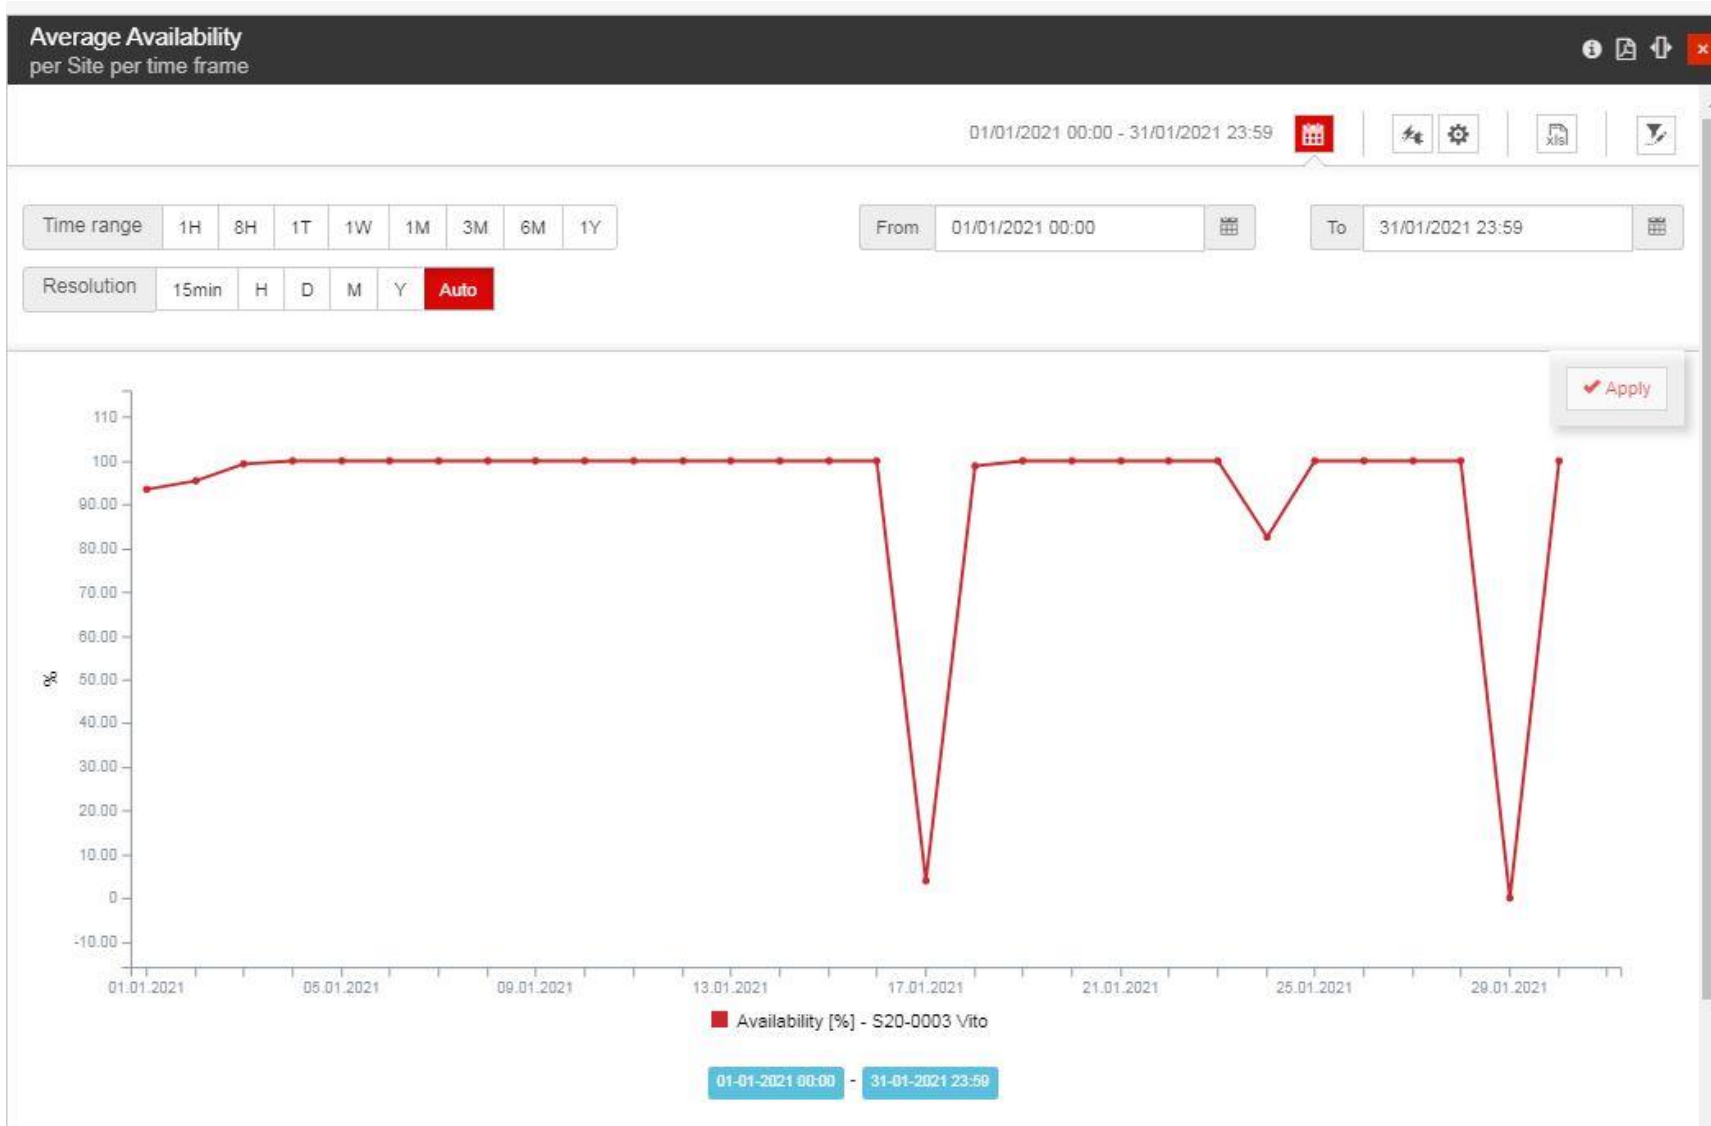 Average Availability
per Site per time frame
01/01/2021 00:00 - 31/01/2021 23:59
xlsl
Time range 1H 8H 1T 1W 1M 3M 6M 1Y
From 01/01/2021 00:00
To 31/01/2021 23:59
Resolution 15min H D M Y Auto
Apply
110
100
90.00
80.00
70.00
60.00
50.00
40.00
30.00
20.00
10.00
0
-10.00
%
01.01.2021 05.01.2021 09.01.2021 13.01.2021 17.01.2021 21.01.2021 25.01.2021 29.01.2021
Availability [%] - S20-0003 Vito
01-01-2021 00:00 - 31-01-2021 23:59